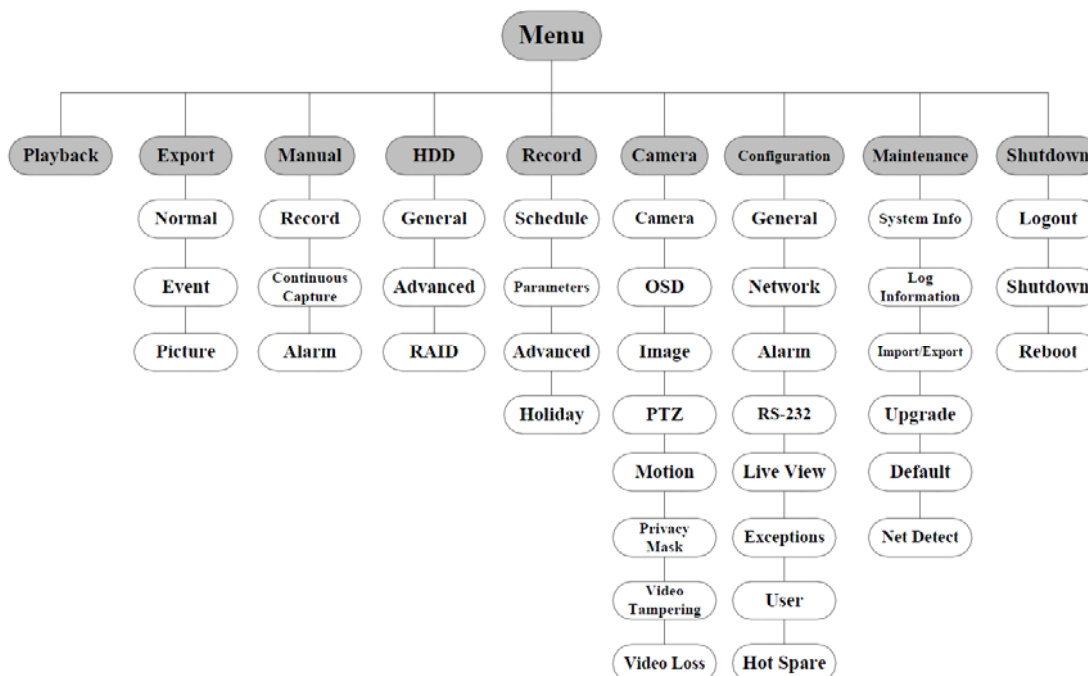 Menu
Playback
Export
Manual
HDD
Record
Camera
Configuration
Maintenance
Shutdown
Normal
Record
General
Schedule
Camera
General
System Info
Logout
Event
Continuous
Capture
Advanced
Parameters
OSD
Network
Log
Information
Shutdown
Picture
Alarm
RAID
Advanced
Image
Alarm
Import/Export
Reboot
Holiday
PTZ
RS-232
Upgrade
Motion
Live View
Default
Privacy
Mask
Exceptions
Net Detect
Video
Tampering
User
Video Loss
Hot Spare